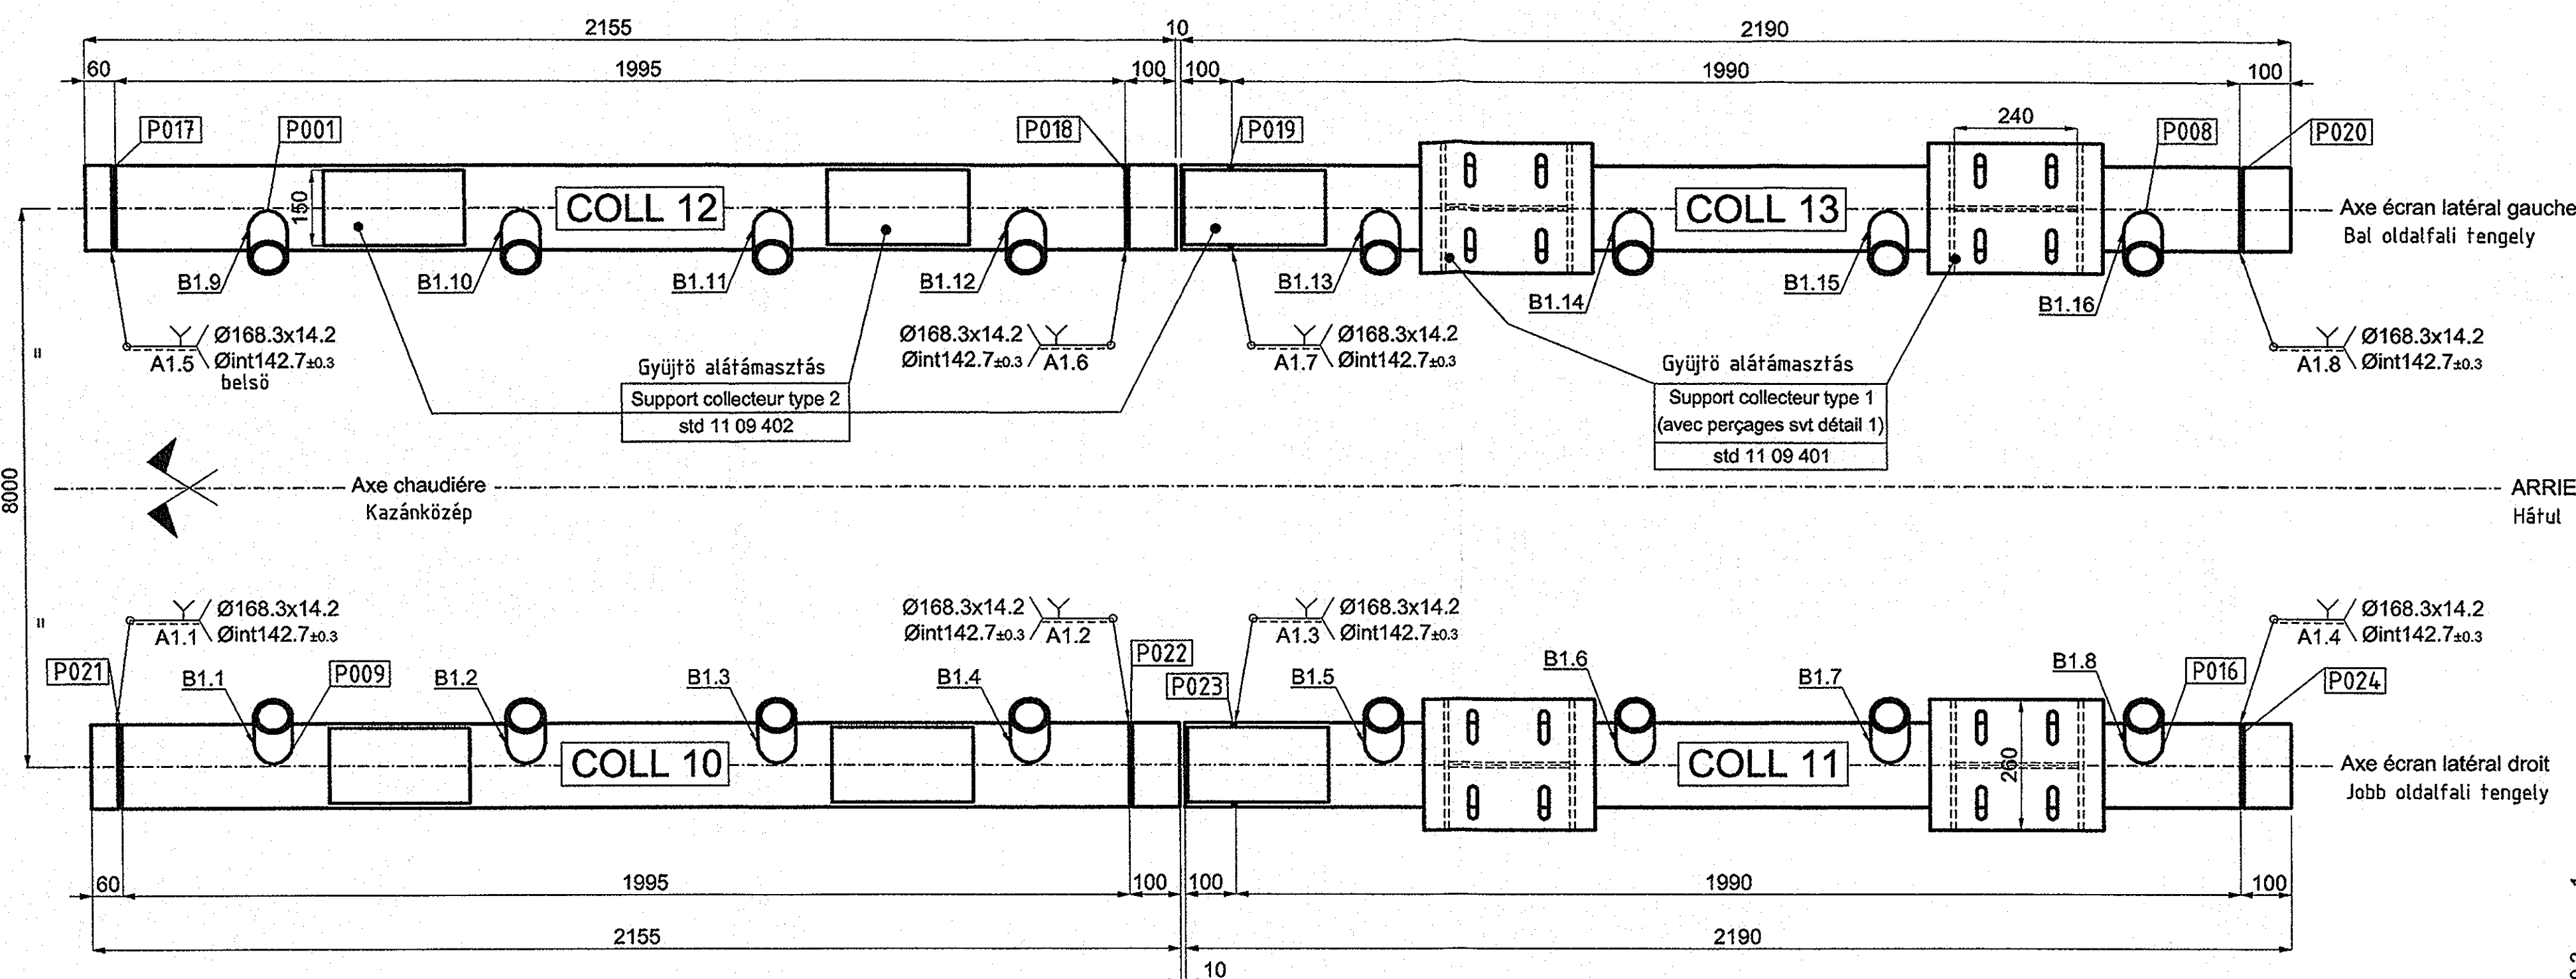 2155
10
2190
60
1995
100
100
1990
100
P017
P001
P018
P019
240
P008
P020
150
COLL 12
COLL 13
Axe écran latéral gauche
Bal oldalfali tengely
B1.9
B1.10
B1.11
B1.12
B1.13
B1.14
B1.15
B1.16
Ø168.3x14.2
A1.5
Øint142.7±0.3
belsö
Ø168.3x14.2
Øint142.7±0.3
A1.6
Ø168.3x14.2
A1.7
Øint142.7±0.3
Ø168.3x14.2
A1.8
Øint142.7±0.3
Gyüjtö alátámasztás
Support collecteur type 2
std 11 09 402
Gyüjtö alátámasztás
Support collecteur type 1
(avec perçages svt détail 1)
std 11 09 401
=
8000
Axe chaudiére
Kazánközép
ARRIE
Hátul
=
Ø168.3x14.2
A1.1
Øint142.7±0.3
Ø168.3x14.2
Øint142.7±0.3
A1.2
Ø168.3x14.2
A1.3
Øint142.7±0.3
Ø168.3x14.2
A1.4
Øint142.7±0.3
P021
B1.1
P009
B1.2
B1.3
B1.4
P022
P023
B1.5
B1.6
B1.7
B1.8
P016
P024
COLL 10
COLL 11
260
Axe écran latéral droit
Jobb oldalfali tengely
60
1995
100
100
1990
100
2155
2190
10